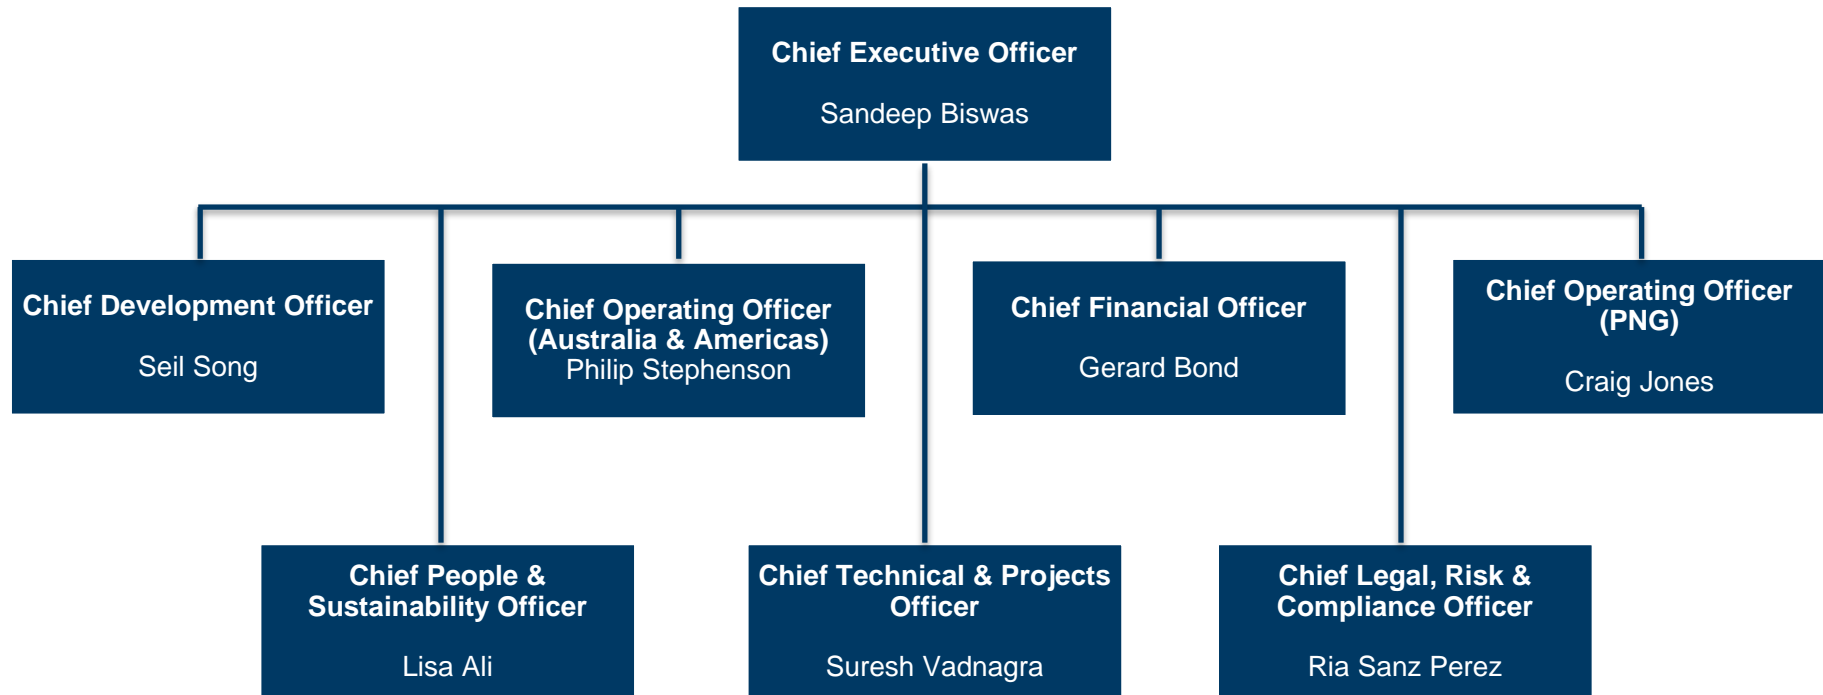 Chief Executive Officer
Sandeep Biswas
Chief Development Officer
Seil Song
Chief Operating Officer
(Australia & Americas)
Philip Stephenson
Chief Financial Officer
Gerard Bond
Chief Operating Officer
(PNG)
Craig Jones
Chief People &
Sustainability Officer
Lisa Ali
Chief Technical & Projects
Officer
Suresh Vadnagra
Chief Legal, Risk &
Compliance Officer
Ria Sanz Perez